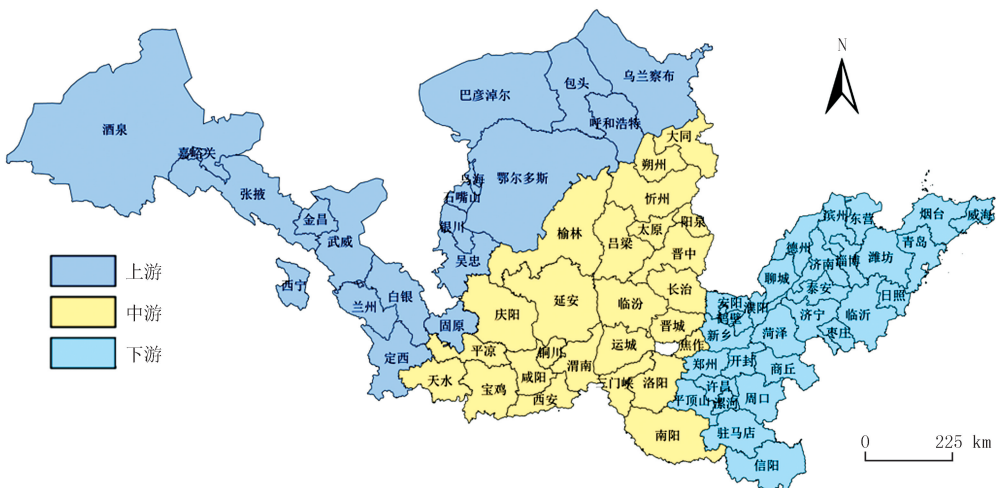 N
乌兰察布
包头
巴彦淖尔
呼和浩特
酒泉
大同
嘉峪关
朔州
鄂尔多斯
乌海
张掖
石嘴山
忻州
金昌
银川
榆林
太原
阳泉
吕梁
武威
晋中
吴忠
滨州
东营
烟台
威海
德州
青岛
济南
淄博
潍坊
聊城
泰安
日照
西宁
白银
兰州
延安
临汾
长治
庆阳
固原
安阳
濮阳
鹤壁
济宁
临沂
晋城
新乡
菏泽
枣庄
定西
平凉
铜川
运城
焦作
郑州
开封
商丘
天水
宝鸡
咸阳
渭南
西安
三门峡
洛阳
许昌
平顶山
漯河
周口
南阳
驻马店
信阳
上游
中游
下游
0 225 km